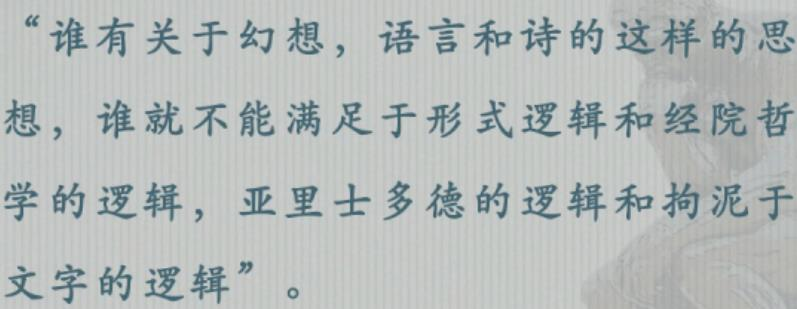 “谁有关于幻想，语言和诗的这样的思
想，谁就不能满足于形式逻辑和经院哲
学的逻辑，亚里士多德的逻辑和拘泥于
文字的逻辑”。